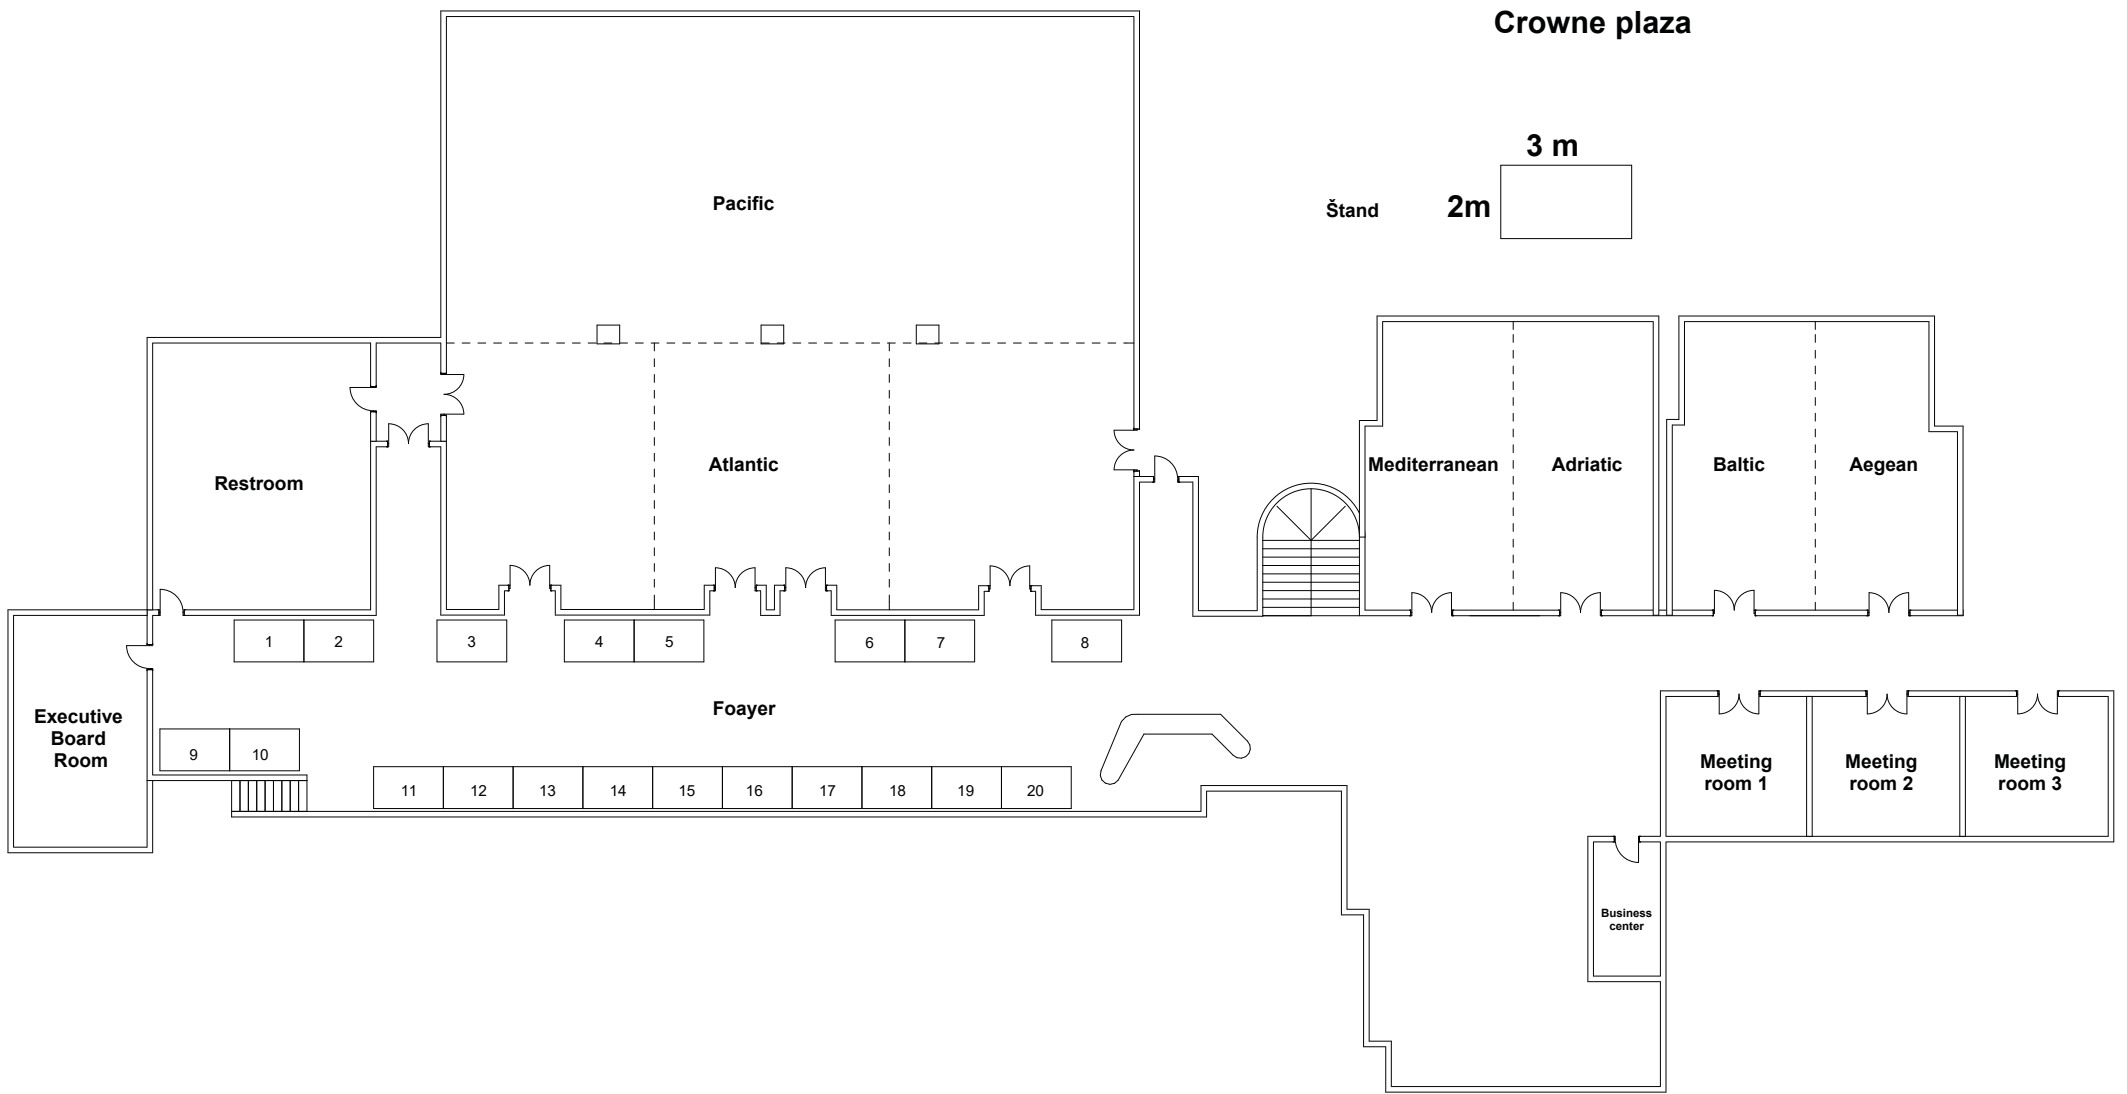 Crowne plaza
3 m
Štand
2m
Pacific
Restroom
Atlantic
Mediterranean
Adriatic
Baltic
Aegean
1
2
3
4
5
6
7
8
Executive
Board
Room
Foayer
9
10
11
12
13
14
15
16
17
18
19
20
Meeting
room 1
Meeting
room 2
Meeting
room 3
Business
center